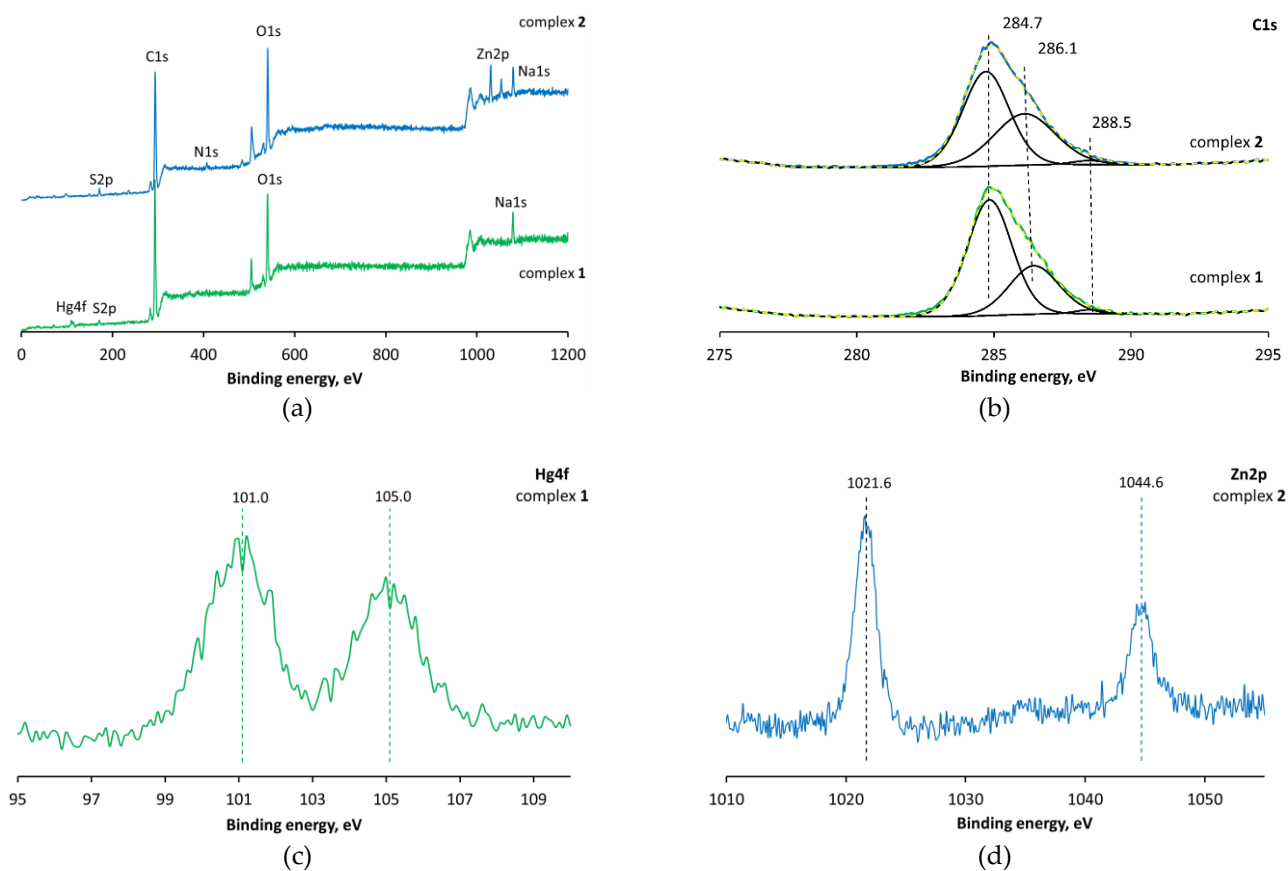 complex 2
O1s
C1s
Zn2p
Na1s
N1s
S2p
O1s
Na1s
complex 1
Hg4f
S2p
0
200
400
600
800
1000
1200
Binding energy, eV
(a)
284.7
C1s
286.1
288.5
complex 2
complex 1
275
280
285
290
295
Binding energy, eV
(b)
Hg4f
complex 1
101.0
105.0
95
97
99
101
103
105
107
109
Binding energy, eV
(c)
Zn2p
complex 2
1021.6
1044.6
1010
1020
1030
1040
1050
Binding energy, eV
(d)